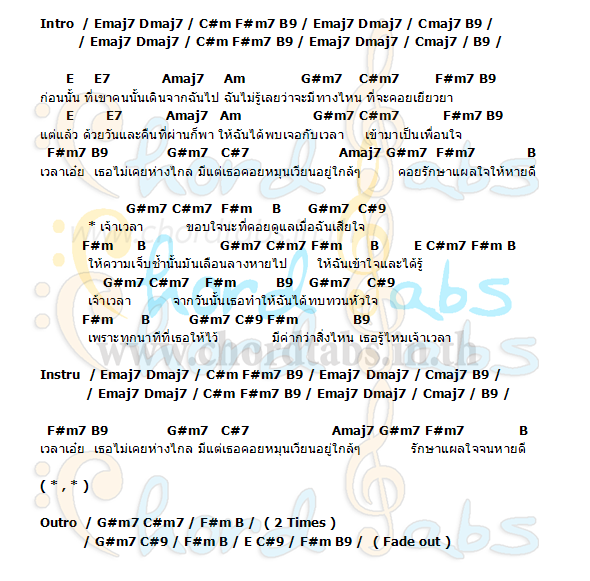 Intro / Emaj7 Dmaj7 / C#m F#m7 B9 / Emaj7 Dmaj7 / Cmaj7 B9 /
/ Emaj7 Dmaj7 / C#m F#m7 B9 / Emaj7 Dmaj7 / Cmaj7 / B9 /
E E7 Amaj7 Am G#m7 C#m7 F#m7 B9
ก่อนนั้น ที่เขาคนนั้นเดินจากฉันไป ฉันไม่รู้เลยว่าจะมีทางไหน ที่จะคอยเยียวยา
E E7 Amaj7 Am G#m7 C#m7 F#m7 B9
แต่แล้ว ด้วยวันและคืนที่ผ่านก็พา ให้ฉันได้พบเจอกับเวลา เข้ามาเป็นเพื่อนใจ
F#m7 B9 G#m7 C#7 Amaj7 G#m7 F#m7 B
เวลาเอ๋ย เธอไม่เคยห่างไกล มีแต่เธอคอยหมุนเวียนอยู่ใกล้ๆ คอยรักษาแผลใจให้หายดี
G#m7 C#m7 F#m B G#m7 C#9
* เจ้าเวลา ขอบใจนะที่คอยดูแลเมื่อฉันเสียใจ
F#m B G#m7 C#m7 F#m B E C#m7 F#m B
ให้ความเจ็บช้ำนั้นมันเลือนลางหายไป ให้ฉันเข้าใจและได้รู้
G#m7 C#m7 F#m B9 G#m7 C#9
เจ้าเวลา จากวันนั้นเธอทำให้ฉันได้ทบทวนหัวใจ
F#m B G#m7 C#9 F#m B9
เพราะทุกนาทีที่เธอให้ไว้ มีค่ากว่าสิ่งไหน เธอรู้ไหมเจ้าเวลา
www.chordtabs.in.th
Instru / Emaj7 Dmaj7 / C#m F#m7 B9 / Emaj7 Dmaj7 / Cmaj7 B9 /
/ Emaj7 Dmaj7 / C#m F#m7 B9 / Emaj7 Dmaj7 / Cmaj7 / B9 /
F#m7 B9 G#m7 C#7 Amaj7 G#m7 F#m7 B
เวลาเอ๋ย เธอไม่เคยห่างไกล มีแต่เธอคอยหมุนเวียนอยู่ใกล้ๆ รักษาแผลใจจนหายดี
( * , * )
Outro / G#m7 C#m7 / F#m B / ( 2 Times )
/ G#m7 C#9 / F#m B / E C#9 / F#m B9 / ( Fade out )